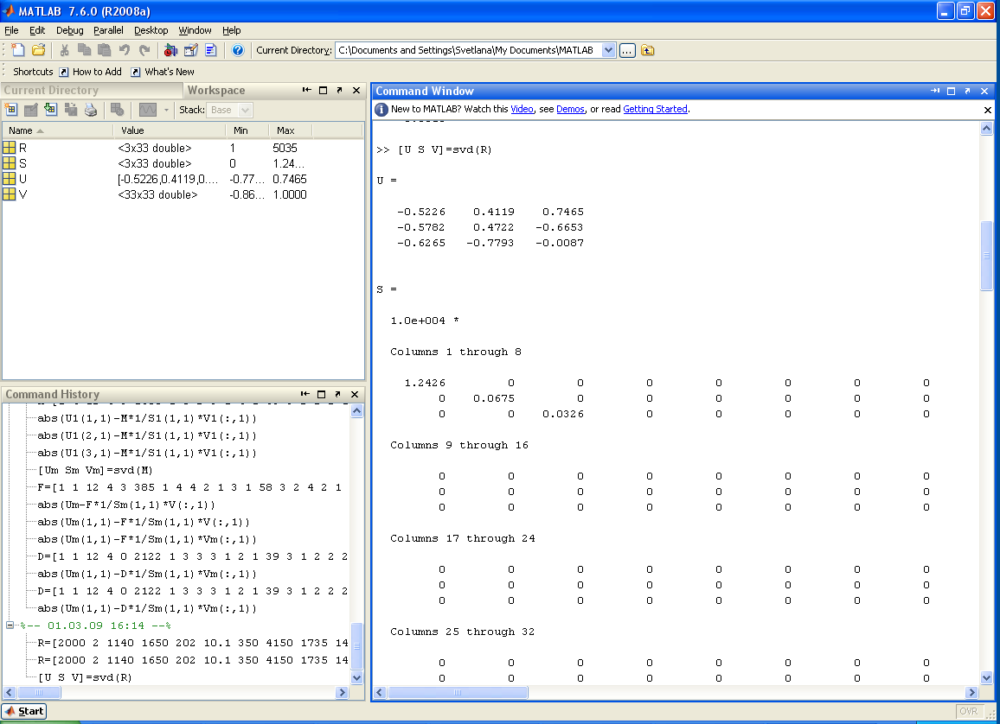 MATLAB 7.6.0 (R2008a)
File Edit Debug Parallel Desktop Window Help
Current Directory: C:\Documents and Settings\Svetlana\My Documents\MATLAB ...
Shortcuts How to Add What's New
Current Directory Workspace
Stack: Base
Name Value Min Max
R <3x33 double> 1 5035
S <3x33 double> 0 1.24...
U [-0.5226,0.4119,0.... -0.77... 0.7465
V <33x33 double> -0.86... 1.0000
Command History
abs(U1(1,1)-M*1/S1(1,1)*V1(:,1))
abs(U1(2,1)-M*1/S1(1,1)*V1(:,1))
abs(U1(3,1)-M*1/S1(1,1)*V1(:,1))
[Um Sm Vm]=svd(M)
F=[1 1 12 4 3 385 1 4 4 2 1 3 1 58 3 2 4 2 1
abs(Um-F*1/Sm(1,1)*V(:,1))
abs(Um(1,1)-F*1/Sm(1,1)*V(:,1))
abs(Um(1,1)-F*1/Sm(1,1)*Vm(:,1))
D=[1 1 12 4 0 2122 1 3 3 3 1 2 1 39 3 1 2 2 2
abs(Um(1,1)-D*1/Sm(1,1)*Vm(:,1))
D=[1 1 12 4 0 2122 1 3 3 3 1 2 1 39 3 1 2 2 2
abs(Um(1,1)-D*1/Sm(1,1)*Vm(:,1))
%-- 01.03.09 16:14 --%
R=[2000 2 1140 1650 202 10.1 350 4150 1735 14
R=[2000 2 1140 1650 202 10.1 350 4150 1735 14
[U S V]=svd(R)
Command Window
New to MATLAB? Watch this Video, see Demos, or read Getting Started.
>> [U S V]=svd(R)
U =
-0.5226 0.4119 0.7465
-0.5782 0.4722 -0.6653
-0.6265 -0.7793 -0.0087
S =
1.0e+004 *
Columns 1 through 8
1.2426 0 0 0 0 0 0 0
0 0.0675 0 0 0 0 0 0
0 0 0.0326 0 0 0 0 0
Columns 9 through 16
0 0 0 0 0 0 0 0
0 0 0 0 0 0 0 0
0 0 0 0 0 0 0 0
Columns 17 through 24
0 0 0 0 0 0 0 0
0 0 0 0 0 0 0 0
0 0 0 0 0 0 0 0
Columns 25 through 32
0 0 0 0 0 0 0 0
0 0 0 0 0 0 0 0
Start
OVR